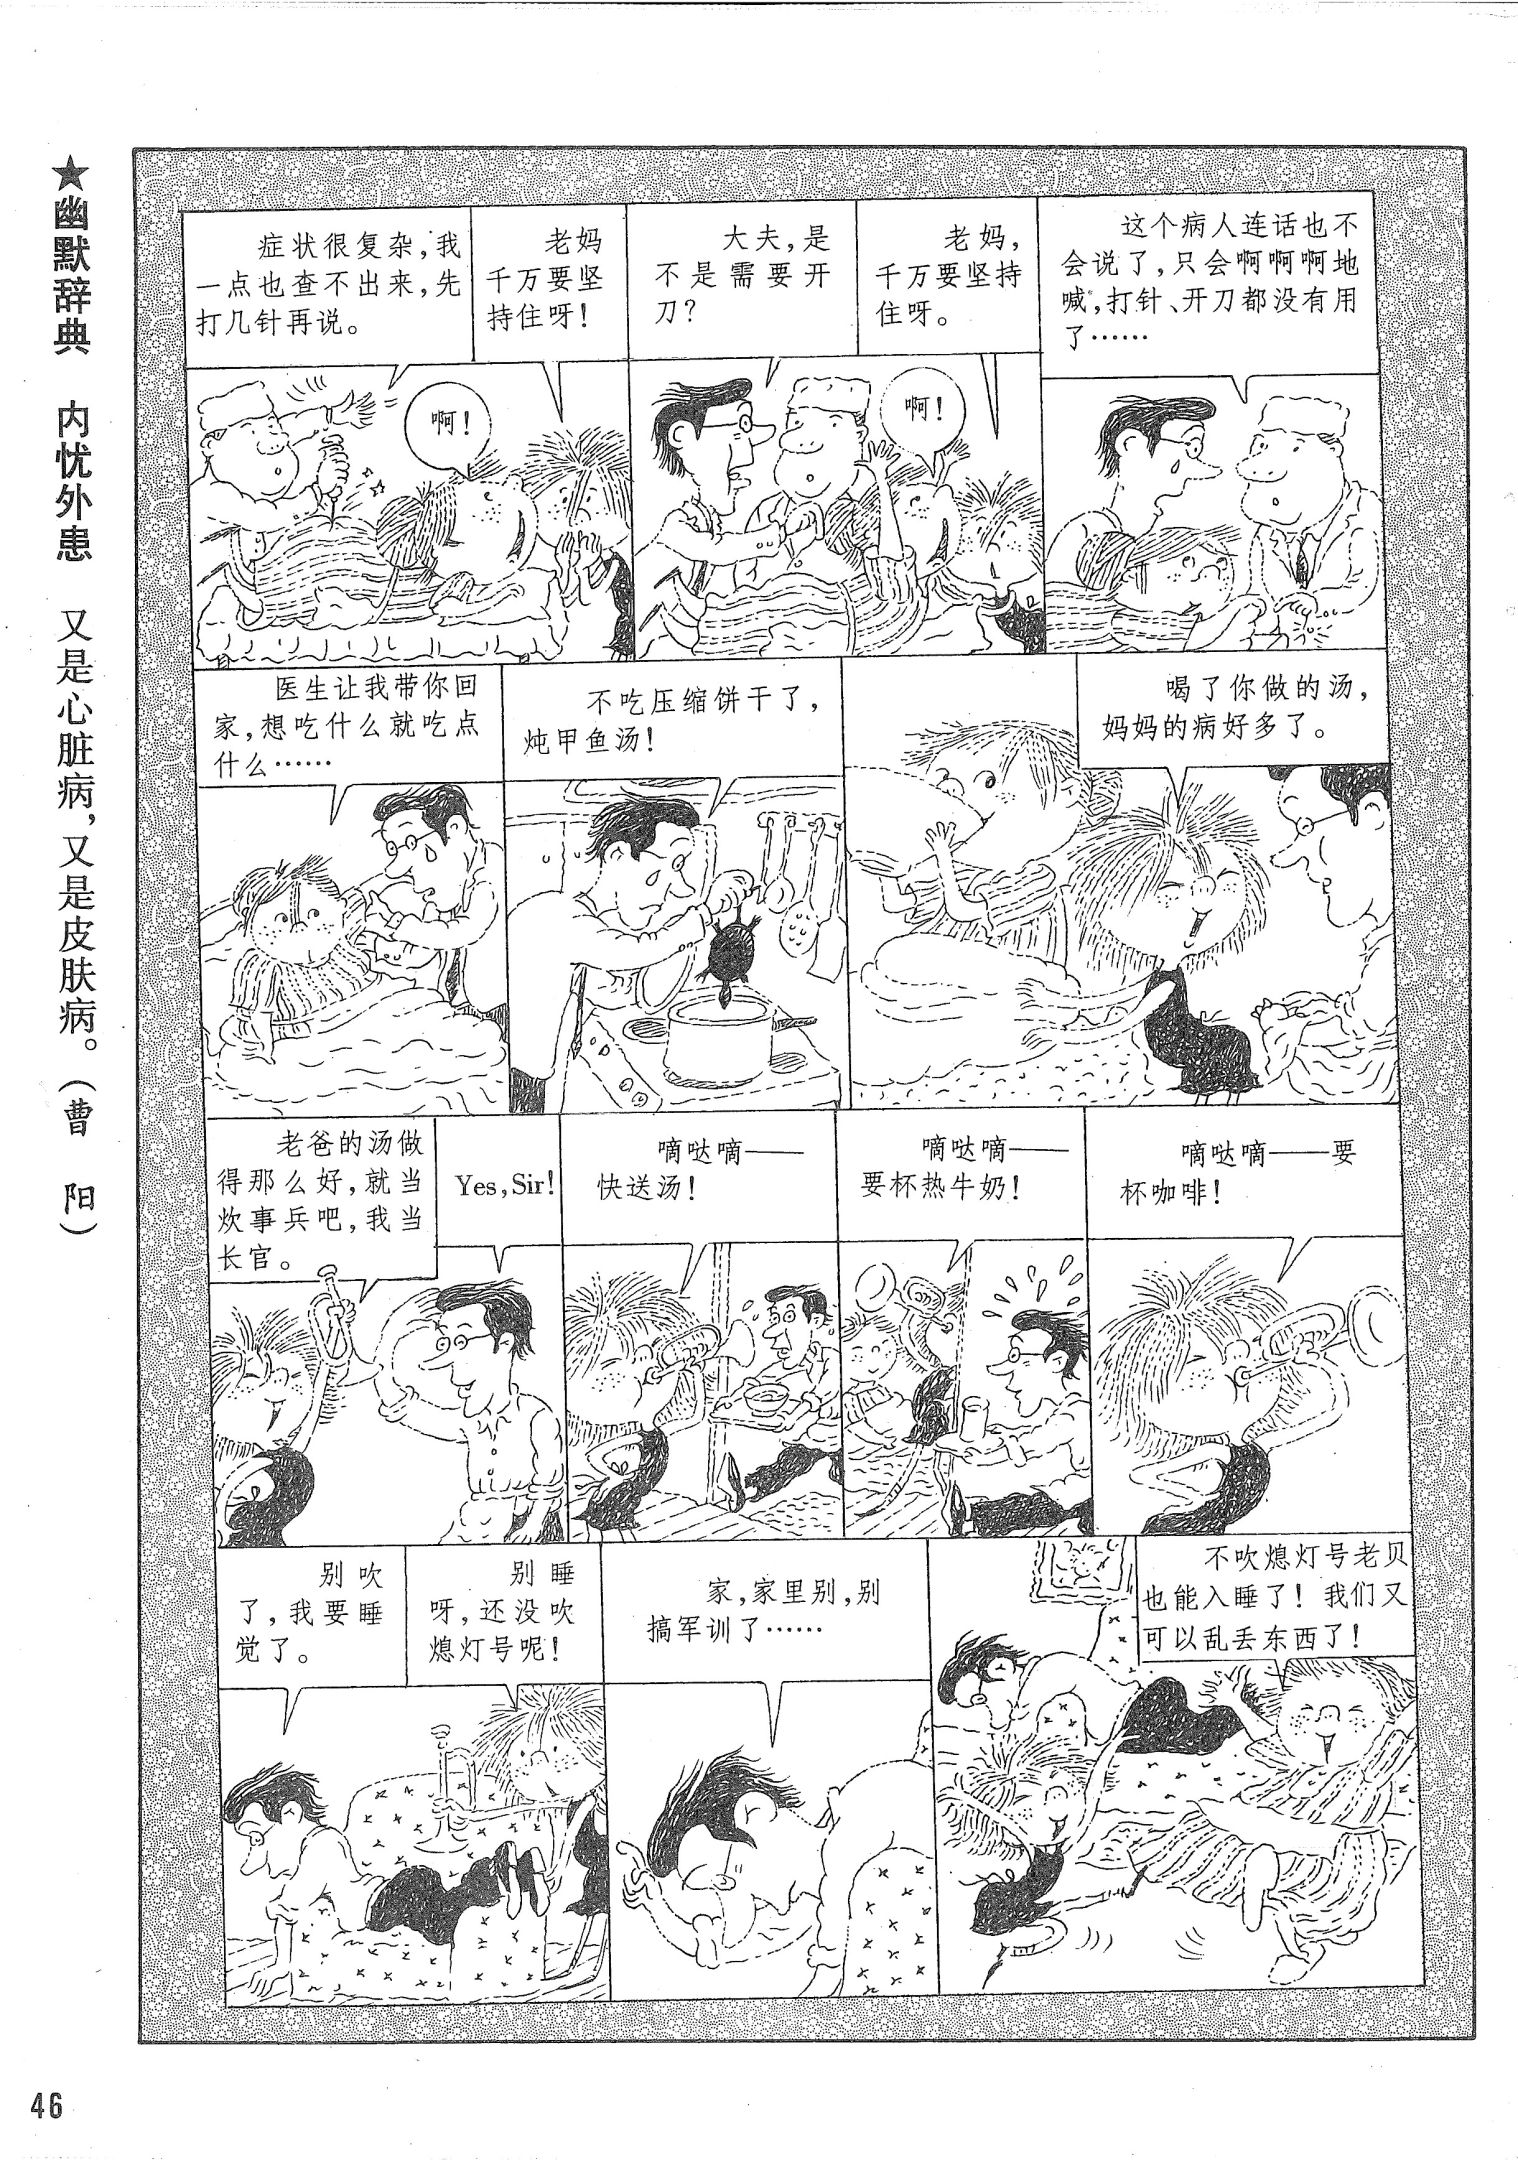 ★幽默辞典 内忧外患 又是心脏病，又是皮肤病。（曹 阳）
症状很复杂，我
一点也查不出来，先
打几针再说。
啊！
老妈
千万要坚
持住呀！
大夫，是
不是需要开
刀？
啊！
老妈，
千万要坚持
住呀。
这个病人连话也不
会说了，只会啊啊啊地
喊，打针、开刀都没有用
了……
医生让我带你回
家，想吃什么就吃点
什么……
不吃压缩饼干了，
炖甲鱼汤！
喝了你做的汤，
妈妈的病好多了。
老爸的汤做
得那么好，就当
炊事兵吧，我当
长官。
Yes,Sir!
嘀哒嘀——
快送汤！
嘀哒嘀——
要杯热牛奶！
嘀哒嘀——要
杯咖啡！
别吹
了，我要睡
觉了。
别睡
呀，还没吹
熄灯号呢！
家，家里别，别
搞军训了……
不吹熄灯号老贝
也能入睡了！我们又
可以乱丢东西了！
46